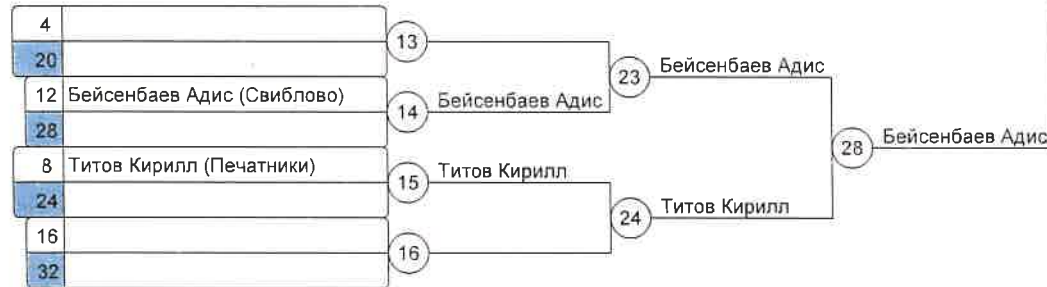 4
13
20
12 Бейсенбаев Адис (Свиблово)
14 Бейсенбаев Адис
28
23 Бейсенбаев Адис
8 Титов Кирилл (Печатники)
15 Титов Кирилл
24
28 Бейсенбаев Адис
16
16
32
24 Титов Кирилл